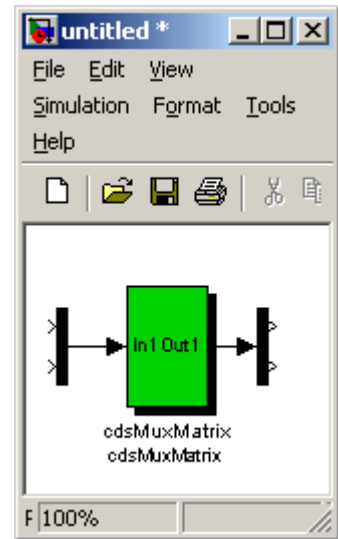 untitled *
File Edit View
Simulation Format Tools
Help
In1 Out1
cdsMuxMatrix
cdsMuxMatrix
F 100%